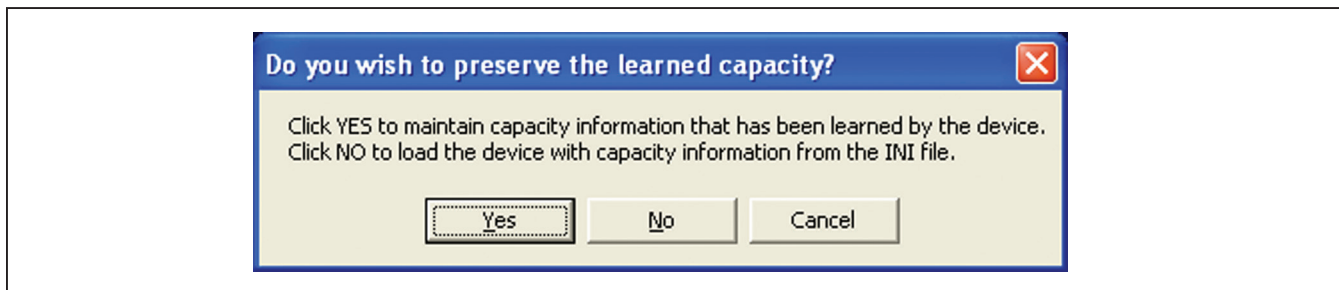 Do you wish to preserve the learned capacity?
Click YES to maintain capacity information that has been learned by the device.
Click NO to load the device with capacity information from the INI file.
Yes
No
Cancel